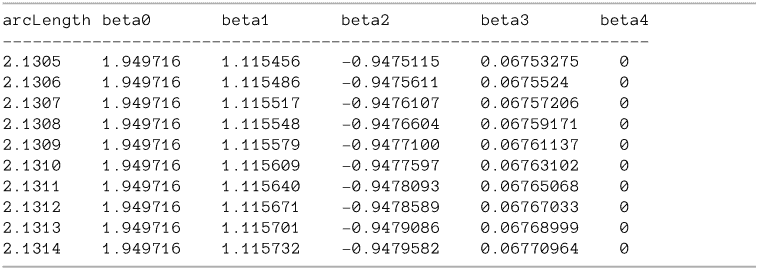 arcLength beta0 beta1 beta2 beta3 beta4
----------------------------------------------------------------
2.1305 1.949716 1.115456 -0.9475115 0.06753275 0
2.1306 1.949716 1.115486 -0.9475611 0.0675524 0
2.1307 1.949716 1.115517 -0.9476107 0.06757206 0
2.1308 1.949716 1.115548 -0.9476604 0.06759171 0
2.1309 1.949716 1.115579 -0.9477100 0.06761137 0
2.1310 1.949716 1.115609 -0.9477597 0.06763102 0
2.1311 1.949716 1.115640 -0.9478093 0.06765068 0
2.1312 1.949716 1.115671 -0.9478589 0.06767033 0
2.1313 1.949716 1.115701 -0.9479086 0.06768999 0
2.1314 1.949716 1.115732 -0.9479582 0.06770964 0